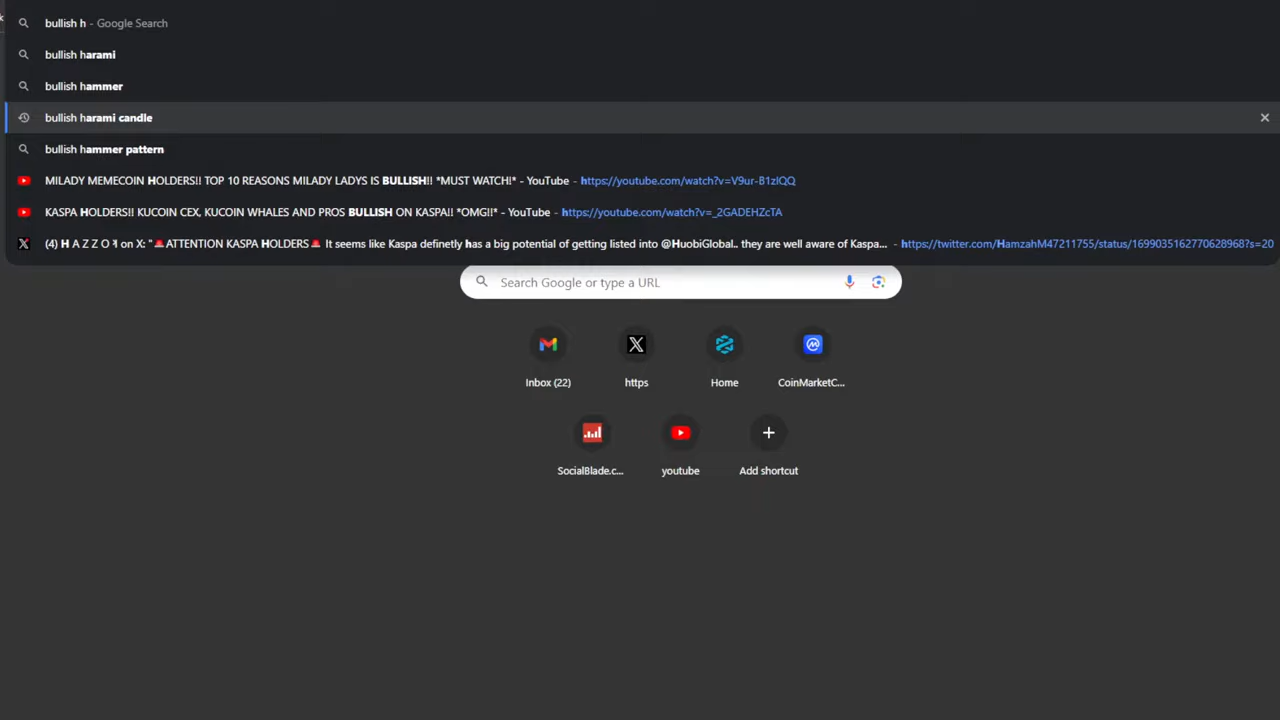 bullish h - Google Search
bullish harami
bullish hammer
bullish harami candle
bullish hammer pattern
MILADY MEMECOIN HOLDERS!! TOP 10 REASONS MILADY LADYS IS BULLISH!! *MUST WATCH!* - YouTube - https://youtube.com/watch?v=V9ur-B1zIQQ
KASPA HOLDERS!! KUCOIN CEX, KUCOIN WHALES AND PROS BULLISH ON KASPA!! *OMG!!* - YouTube - https://youtube.com/watch?v=_2GADEHZcTA
(4) H A Z Z O on X: "🚨ATTENTION KASPA HOLDERS🚨 It seems like Kaspa definetly has a big potential of getting listed into @HuobiGlobal.. they are well aware of Kaspa... - https://twitter.com/HamzahM47211755/status/1699035162770628968?s=20
Search Google or type a URL
Inbox (22)
https
Home
CoinMarketC...
SocialBlade.c...
youtube
Add shortcut